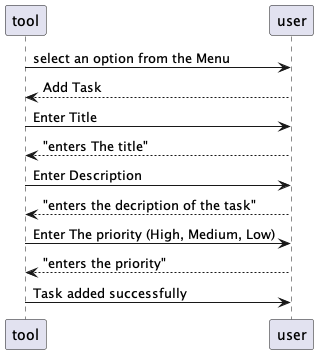 tool user
select an option from the Menu
Add Task
Enter Title
"enters The title"
Enter Description
"enters the decription of the task"
Enter The priority (High, Medium, Low)
"enters the priority"
Task added successfully
tool user